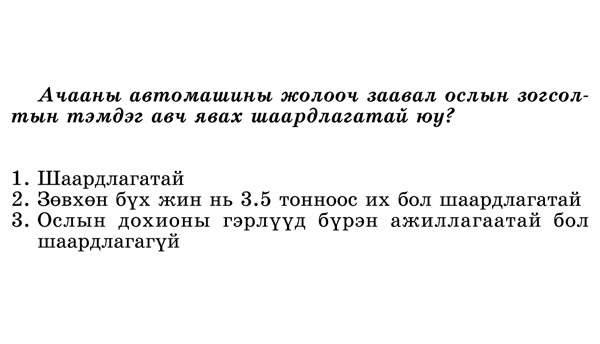 Ачааны автомашины жолооч заавал ослын зогсол-
тын тэмдэг авч явах шаардлагатай юу?
1. Шаардлагатай
2. Зөвхөн бүх жин нь 3.5 тонноос их бол шаардлагатай
3. Ослын дохионы гэрлүүд бүрэн ажиллагаатай бол
шаардлагагүй